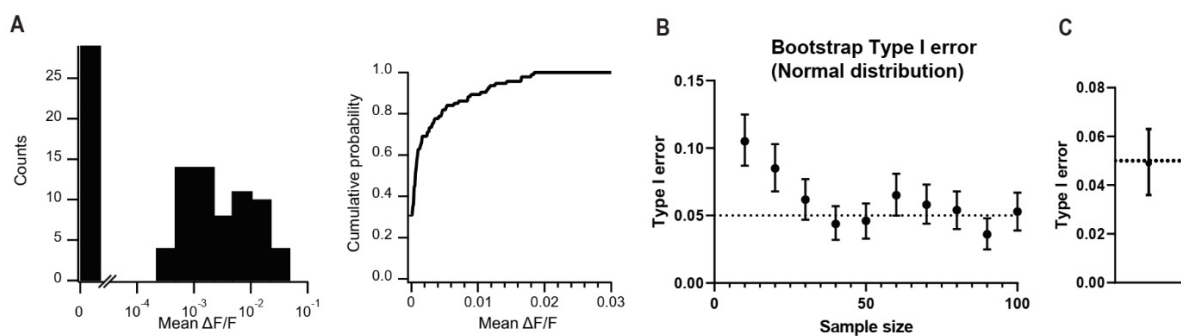 A
Counts
25
20
15
10
5
0
0
10-4
10-3
10-2
10-1
Mean ΔF/F
Cumulative probability
1.0
0.8
0.6
0.4
0.2
0.0
0
0.01
0.02
0.03
Mean ΔF/F
B
Bootstrap Type I error
(Normal distribution)
Type I error
0.15
0.10
0.05
0.00
0
50
100
Sample size
C
Type I error
0.08
0.06
0.04
0.02
0.00